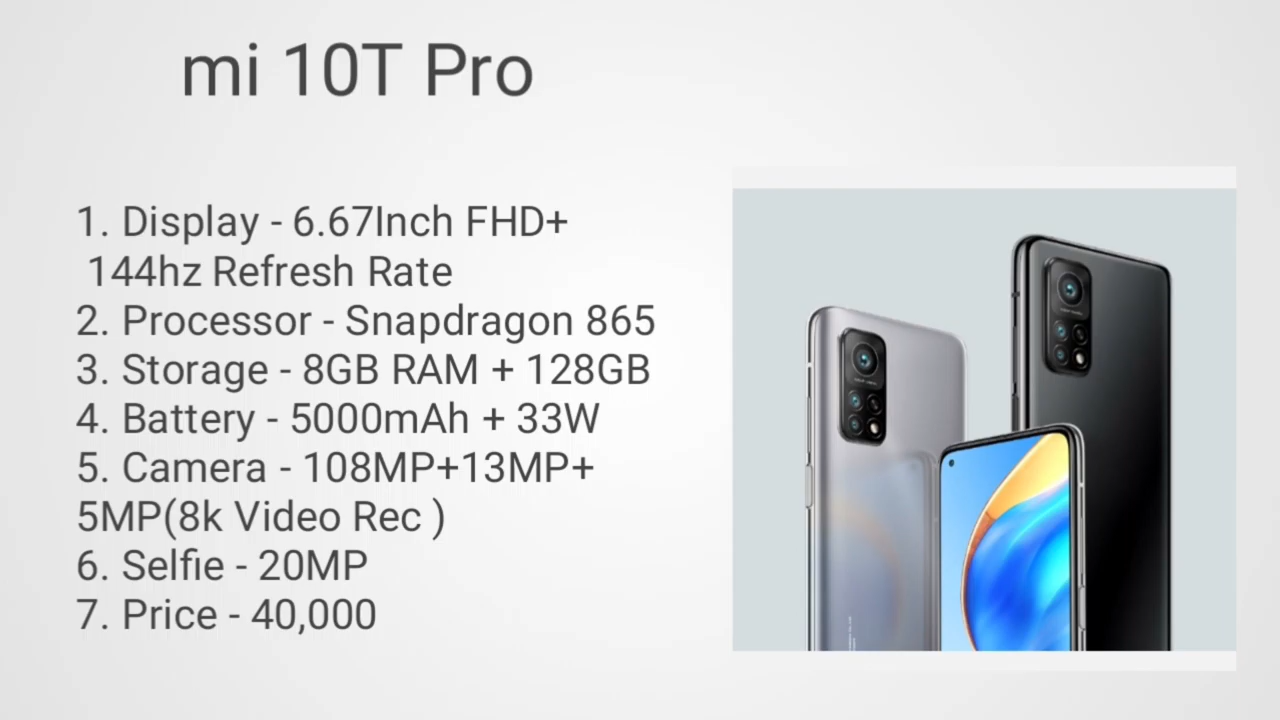 mi 10T Pro
1. Display - 6.67Inch FHD+
144hz Refresh Rate
2. Processor - Snapdragon 865
3. Storage - 8GB RAM + 128GB
4. Battery - 5000mAh + 33W
5. Camera - 108MP+13MP+
5MP(8k Video Rec )
6. Selfie - 20MP
7. Price - 40,000